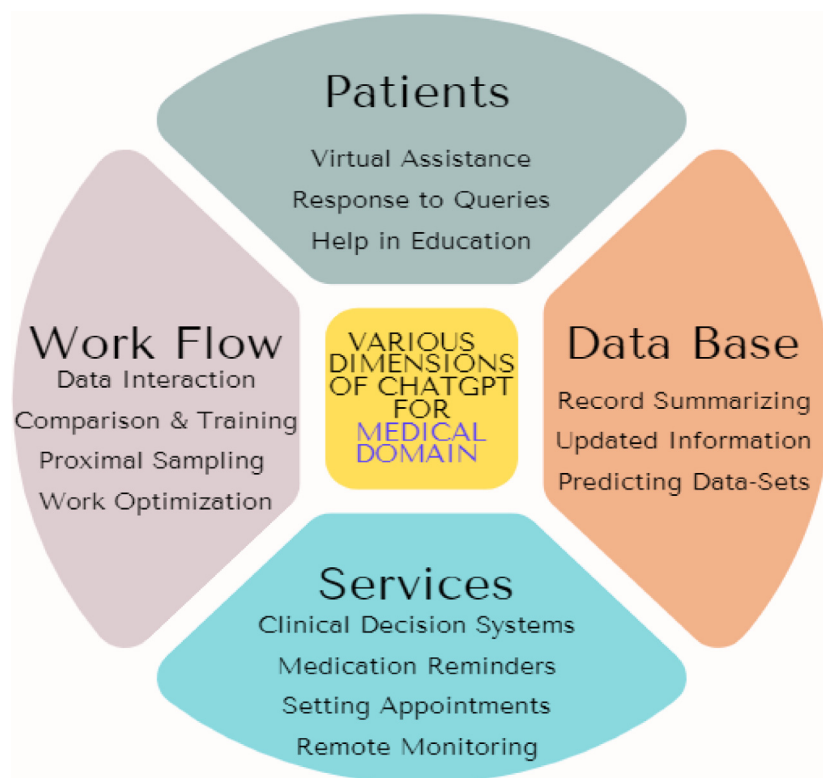 Patients
Virtual Assistance
Response to Queries
Help in Education
Work Flow
Data Interaction
Comparison & Training
Proximal Sampling
Work Optimization
VARIOUS
DIMENSIONS
OF CHATGPT
FOR
MEDICAL
DOMAIN
Data Base
Record Summarizing
Updated Information
Predicting Data-Sets
Services
Clinical Decision Systems
Medication Reminders
Setting Appointments
Remote Monitoring